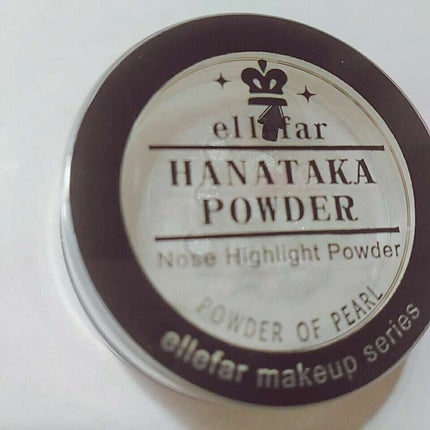 ellefar
HANATAKA
POWDER
Nose Highlight Powder
POWDER OF PEARL
ellefar makeup series